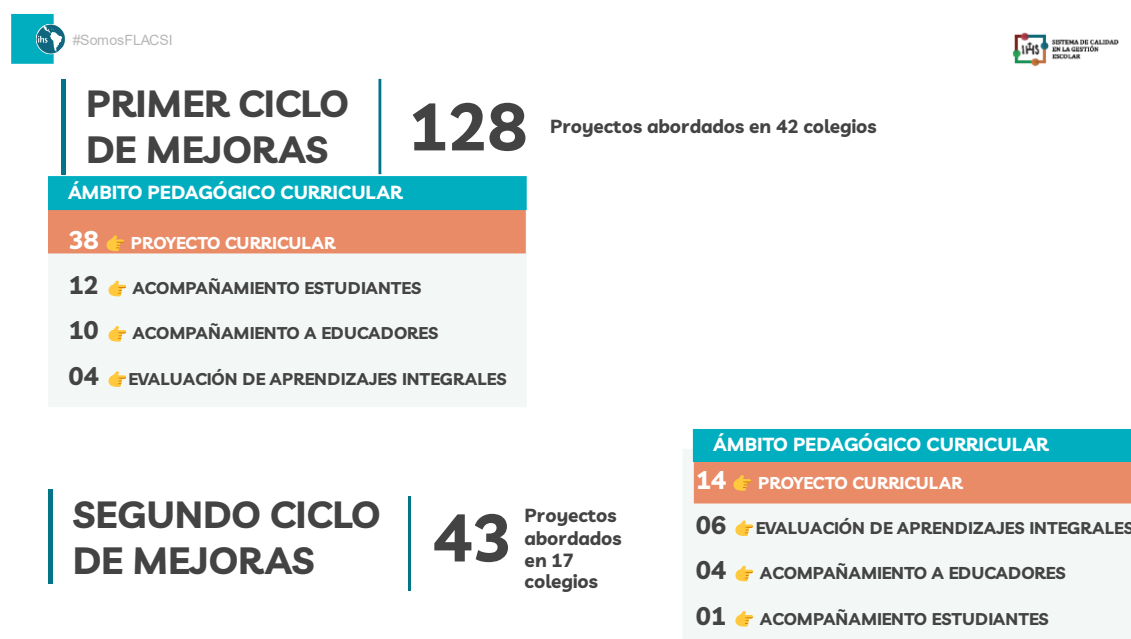 ihs
#SomosFLACSI
IHS
SISTEMA DE CALIDAD
EN LA GESTIÓN
ESCOLAR
PRIMER CICLO
DE MEJORAS
128
Proyectos abordados en 42 colegios
ÁMBITO PEDAGÓGICO CURRICULAR
38 👉 PROYECTO CURRICULAR
12 👉 ACOMPAÑAMIENTO ESTUDIANTES
10 👉 ACOMPAÑAMIENTO A EDUCADORES
04 👉EVALUACIÓN DE APRENDIZAJES INTEGRALES
SEGUNDO CICLO
DE MEJORAS
43
Proyectos
abordados
en 17
colegios
ÁMBITO PEDAGÓGICO CURRICULAR
14 👉 PROYECTO CURRICULAR
06 👉EVALUACIÓN DE APRENDIZAJES INTEGRALES
04 👉 ACOMPAÑAMIENTO A EDUCADORES
01 👉 ACOMPAÑAMIENTO ESTUDIANTES